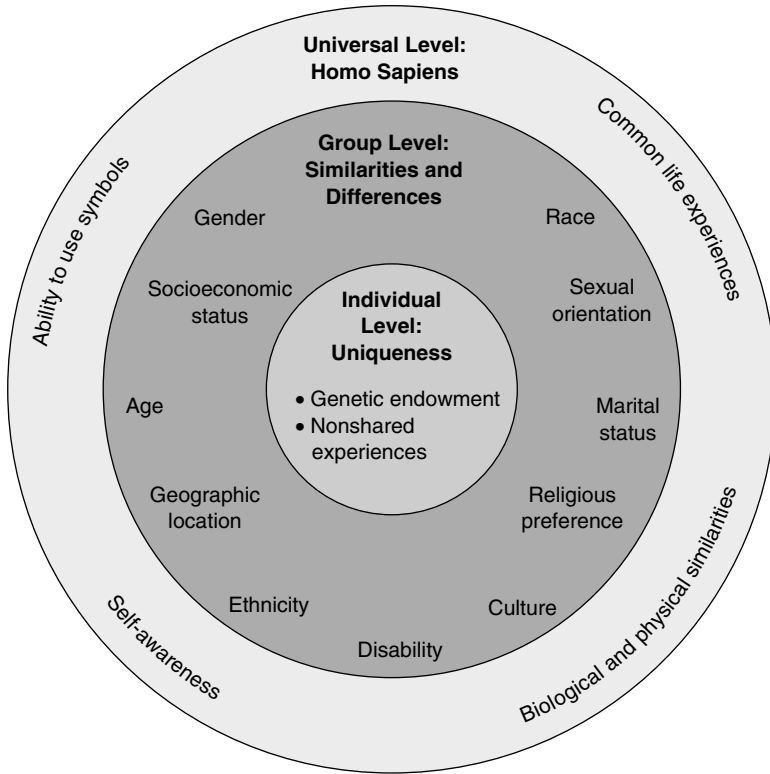 Universal Level:
Homo Sapiens
Common life experiences
Ability to use symbols
Group Level:
Similarities and
Differences
Gender
Race
Socioeconomic
status
Sexual
orientation
Individual
Level:
Uniqueness
• Genetic endowment
• Nonshared
experiences
Age
Marital
status
Geographic
location
Religious
preference
Ethnicity
Culture
Disability
Self-awareness
Biological and physical similarities